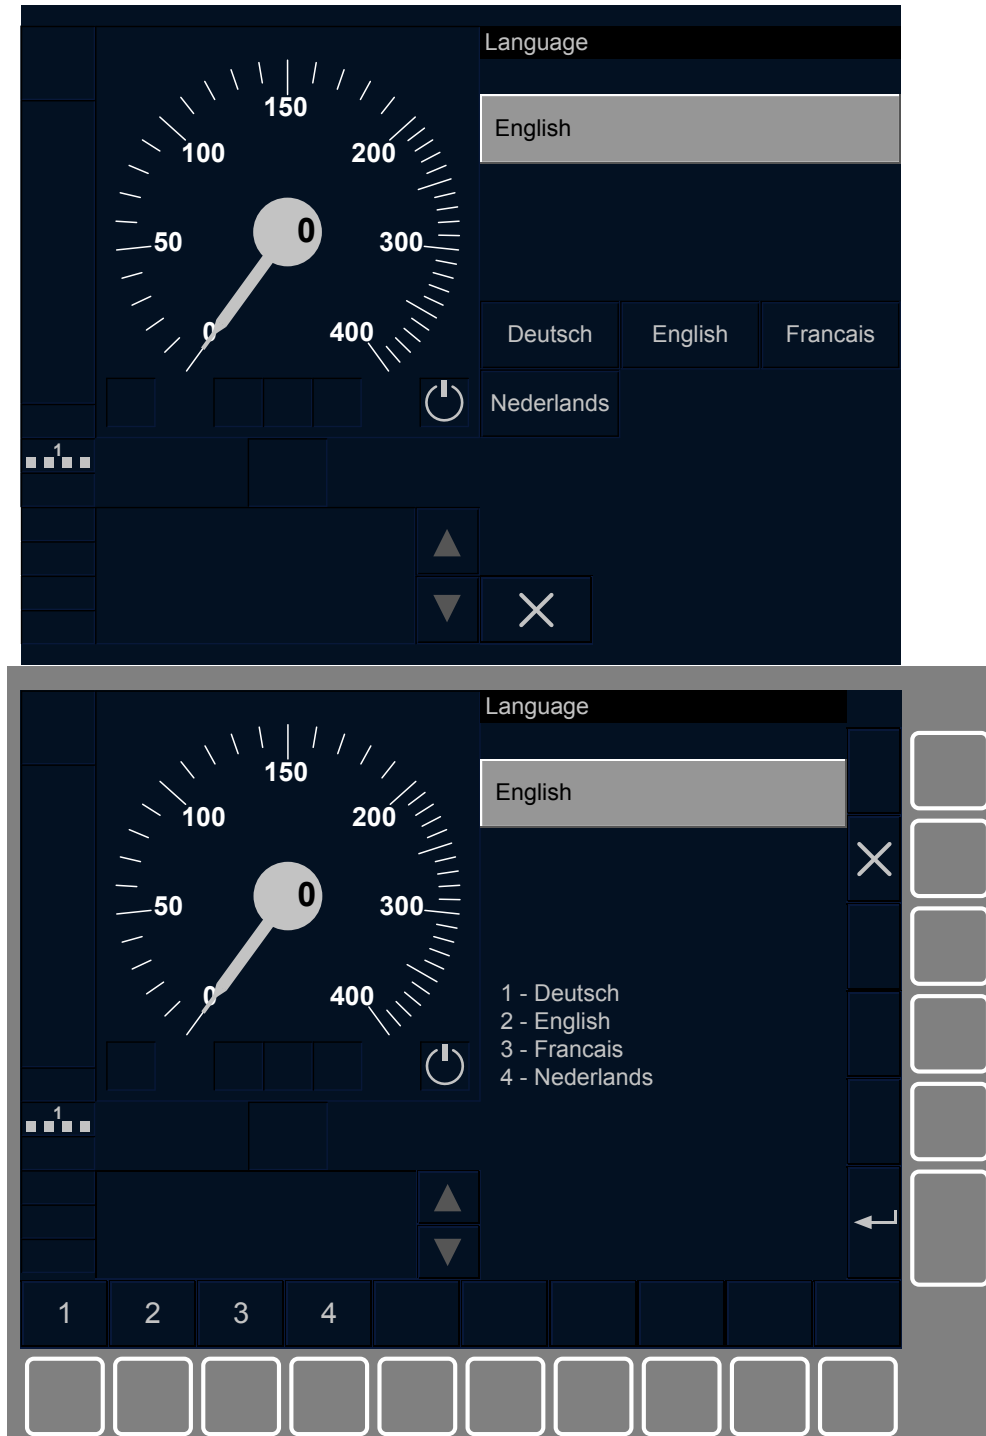 Language
150
English
100 200
0
50 300
0 400
Deutsch English Francais
Nederlands
1
Language
150
English
100 200
0
50 300
0 400
1 - Deutsch
2 - English
3 - Francais
4 - Nederlands
1
1 2 3 4